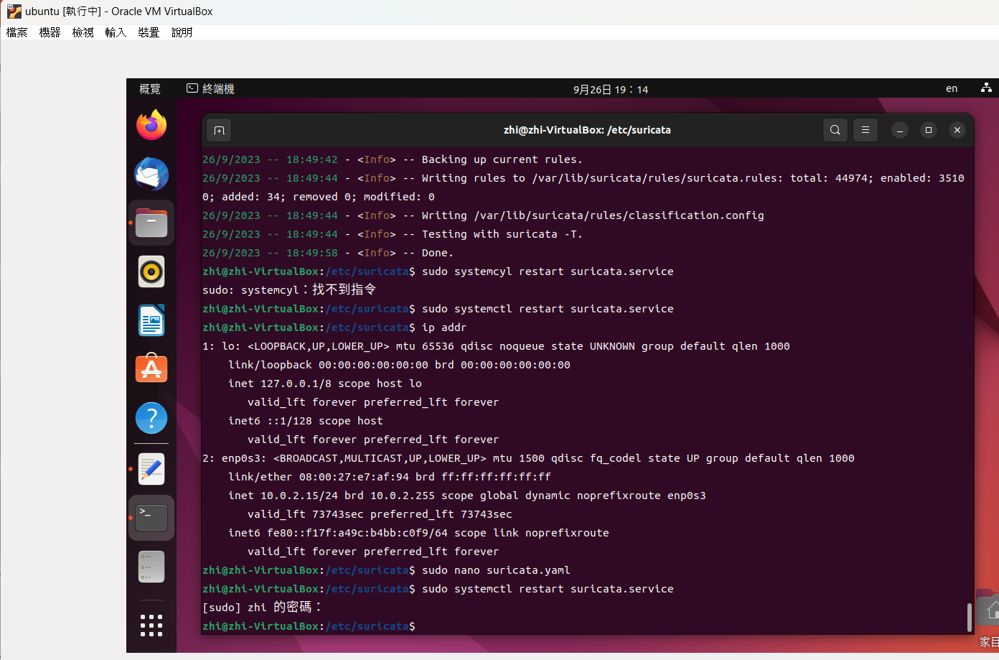 ubuntu [執行中] - Oracle VM VirtualBox
檔案 機器 檢視 輸入 裝置 說明
概覽 終端機 9月26日 19：14 en
zhi@zhi-VirtualBox: /etc/suricata
26/9/2023 -- 18:49:42 - <Info> -- Backing up current rules.
26/9/2023 -- 18:49:44 - <Info> -- Writing rules to /var/lib/suricata/rules/suricata.rules: total: 44974; enabled: 3510
0; added: 34; removed 0; modified: 0
26/9/2023 -- 18:49:44 - <Info> -- Writing /var/lib/suricata/rules/classification.config
26/9/2023 -- 18:49:44 - <Info> -- Testing with suricata -T.
26/9/2023 -- 18:49:58 - <Info> -- Done.
zhi@zhi-VirtualBox:/etc/suricata$ sudo systemcyl restart suricata.service
sudo: systemcyl：找不到指令
zhi@zhi-VirtualBox:/etc/suricata$ sudo systemctl restart suricata.service
zhi@zhi-VirtualBox:/etc/suricata$ ip addr
1: lo: <LOOPBACK,UP,LOWER_UP> mtu 65536 qdisc noqueue state UNKNOWN group default qlen 1000
link/loopback 00:00:00:00:00:00 brd 00:00:00:00:00:00
inet 127.0.0.1/8 scope host lo
valid_lft forever preferred_lft forever
inet6 ::1/128 scope host
valid_lft forever preferred_lft forever
2: enp0s3: <BROADCAST,MULTICAST,UP,LOWER_UP> mtu 1500 qdisc fq_codel state UP group default qlen 1000
link/ether 08:00:27:e7:af:94 brd ff:ff:ff:ff:ff:ff
inet 10.0.2.15/24 brd 10.0.2.255 scope global dynamic noprefixroute enp0s3
valid_lft 73743sec preferred_lft 73743sec
inet6 fe80::f17f:a49c:b4bb:c0f9/64 scope link noprefixroute
valid_lft forever preferred_lft forever
zhi@zhi-VirtualBox:/etc/suricata$ sudo nano suricata.yaml
zhi@zhi-VirtualBox:/etc/suricata$ sudo systemctl restart suricata.service
[sudo] zhi 的密碼：
zhi@zhi-VirtualBox:/etc/suricata$